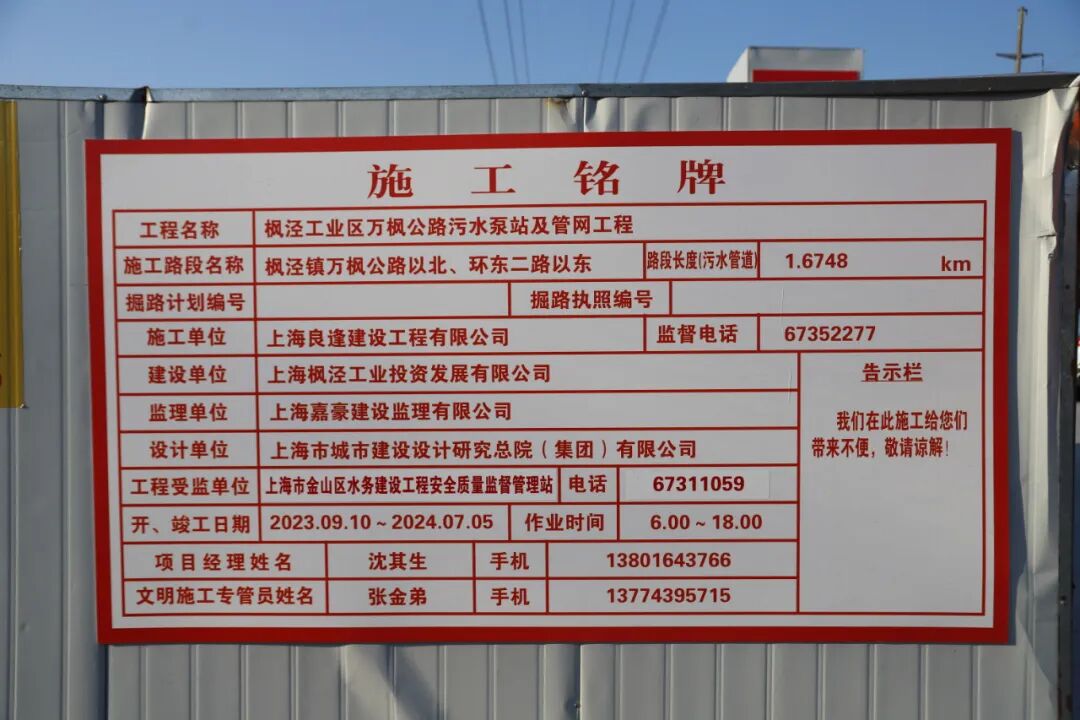 施工铭牌
工程名称 枫泾工业区万枫公路污水泵站及管网工程
施工路段名称 枫泾镇万枫公路以北、环东二路以东 路段长度(污水管道) 1.6748 km
掘路计划编号 掘路执照编号
施工单位 上海良逢建设工程有限公司 监督电话 67352277
建设单位 上海枫泾工业投资发展有限公司 告示栏
监理单位 上海嘉豪建设监理有限公司 我们在此施工给您们
设计单位 上海市城市建设设计研究总院（集团）有限公司 带来不便，敬请谅解！
工程受监单位 上海市金山区水务建设工程安全质量监督管理站 电话 67311059
开、竣工日期 2023.09.10～2024.07.05 作业时间 6.00～18.00
项目经理姓名 沈其生 手机 13801643766
文明施工专管员姓名 张金弟 手机 13774395715